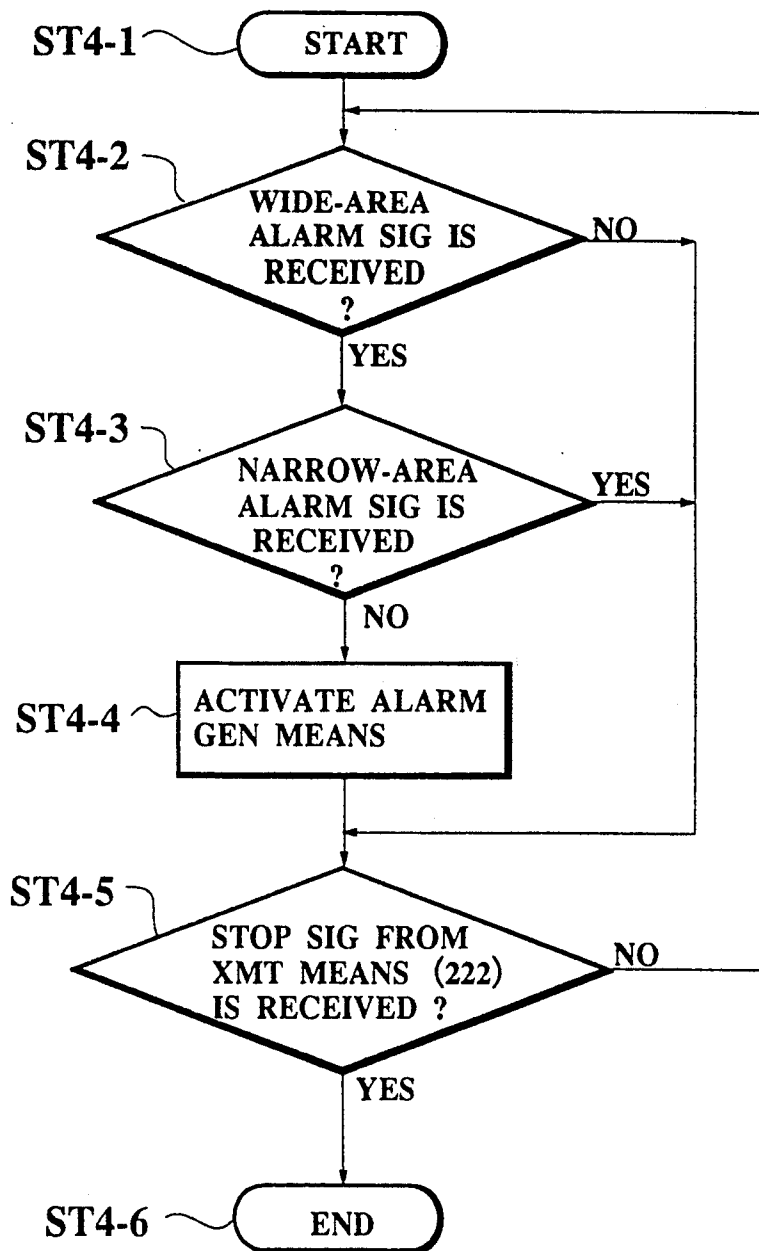 ST4-1
START
ST4-2
WIDE-AREA
ALARM SIG IS
RECEIVED
?
NO
YES
ST4-3
NARROW-AREA
ALARM SIG IS
RECEIVED
?
YES
NO
ST4-4
ACTIVATE ALARM
GEN MEANS
ST4-5
STOP SIG FROM
XMT MEANS (222)
IS RECEIVED ?
NO
YES
ST4-6
END